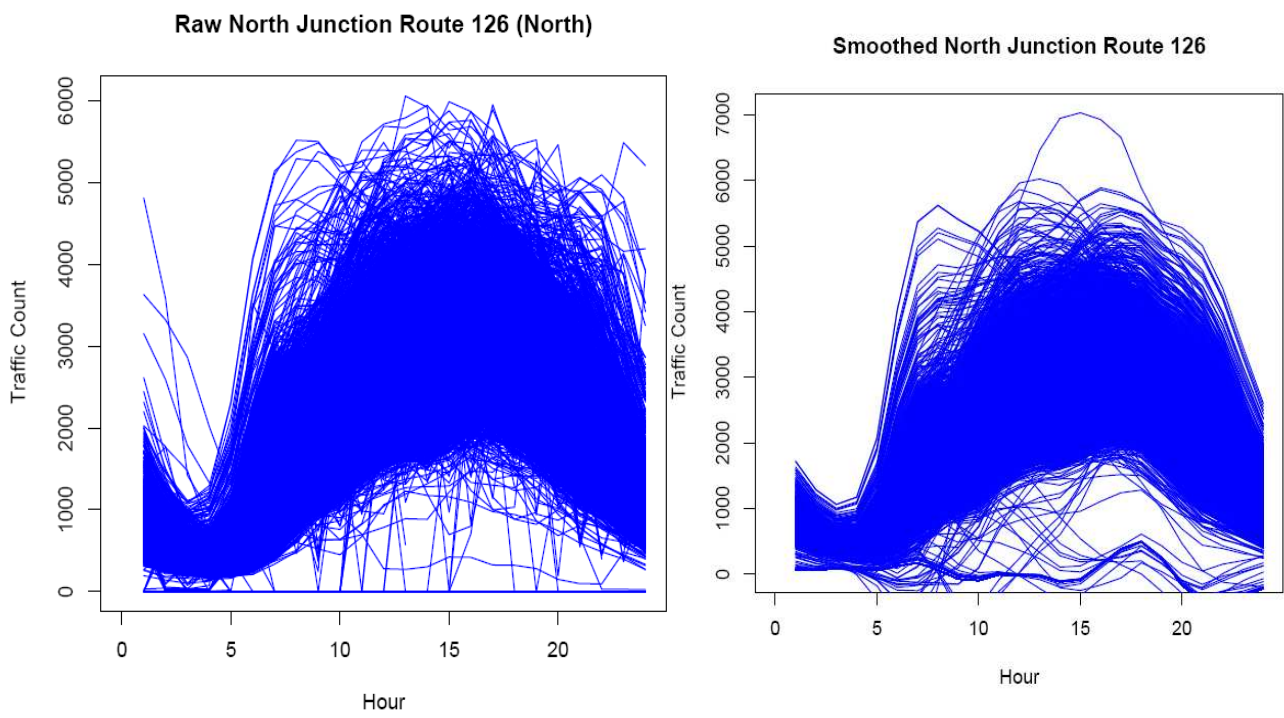 Raw North Junction Route 126 (North)
Traffic Count
6000
5000
4000
3000
2000
1000
0
0 5 10 15 20
Hour
Smoothed North Junction Route 126
Traffic Count
7000
6000
5000
4000
3000
2000
1000
0
0 5 10 15 20
Hour